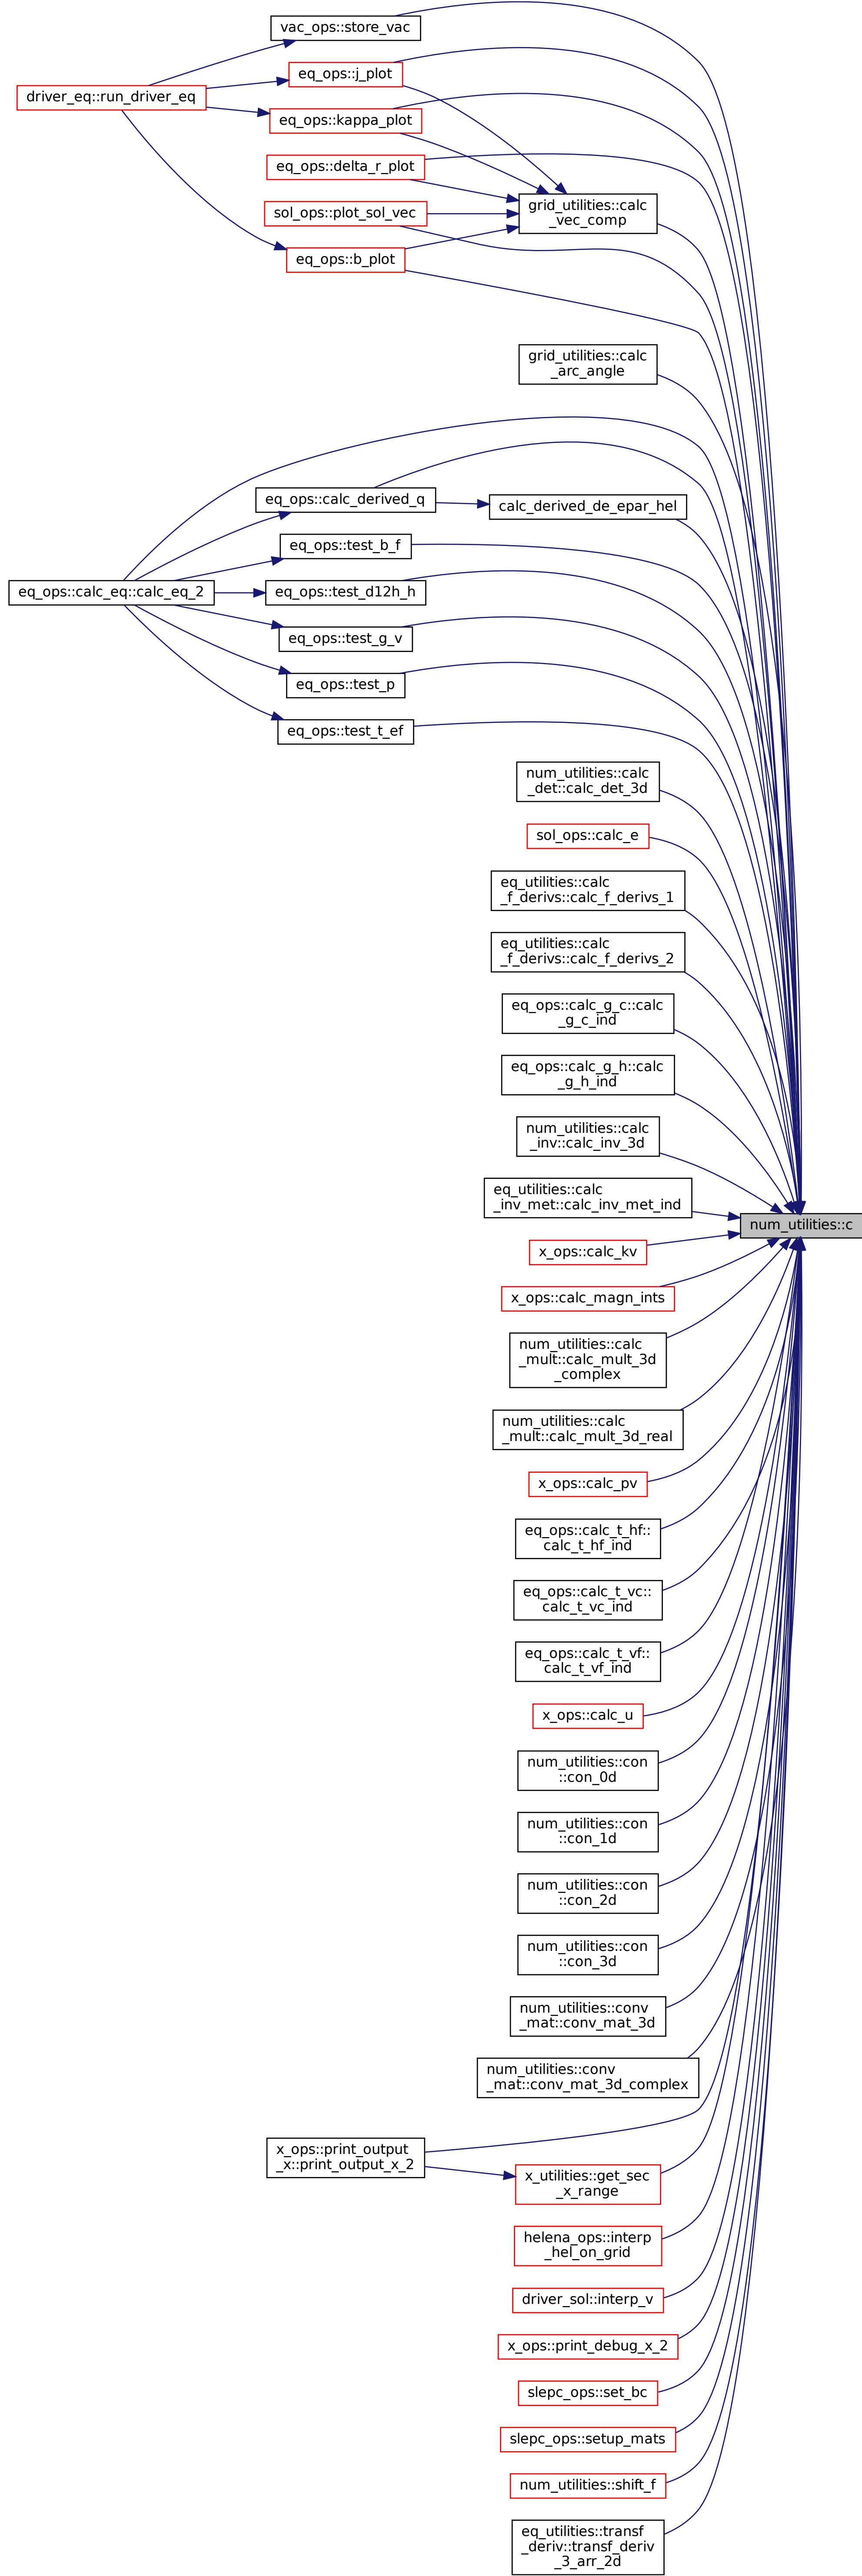 vac_ops::store_vac
eq_ops::j_plot
driver_eq::run_driver_eq
eq_ops::kappa_plot
eq_ops::delta_r_plot
grid_utilities::calc
_vec_comp
sol_ops::plot_sol_vec
eq_ops::b_plot
grid_utilities::calc
_arc_angle
eq_ops::calc_derived_q
calc_derived_de_epar_hel
eq_ops::test_b_f
eq_ops::calc_eq::calc_eq_2
eq_ops::test_d12h_h
eq_ops::test_g_v
eq_ops::test_p
eq_ops::test_t_ef
num_utilities::calc
_det::calc_det_3d
sol_ops::calc_e
eq_utilities::calc
_f_derivs::calc_f_derivs_1
eq_utilities::calc
_f_derivs::calc_f_derivs_2
eq_ops::calc_g_c::calc
_g_c_ind
eq_ops::calc_g_h::calc
_g_h_ind
num_utilities::calc
_inv::calc_inv_3d
eq_utilities::calc
_inv_met::calc_inv_met_ind
num_utilities::c
x_ops::calc_kv
x_ops::calc_magn_ints
num_utilities::calc
_mult::calc_mult_3d
_complex
num_utilities::calc
_mult::calc_mult_3d_real
x_ops::calc_pv
eq_ops::calc_t_hf::
calc_t_hf_ind
eq_ops::calc_t_vc::
calc_t_vc_ind
eq_ops::calc_t_vf::
calc_t_vf_ind
x_ops::calc_u
num_utilities::con
::con_0d
num_utilities::con
::con_1d
num_utilities::con
::con_2d
num_utilities::con
::con_3d
num_utilities::conv
_mat::conv_mat_3d
num_utilities::conv
_mat::conv_mat_3d_complex
x_ops::print_output
_x::print_output_x_2
x_utilities::get_sec
_x_range
helena_ops::interp
_hel_on_grid
driver_sol::interp_v
x_ops::print_debug_x_2
slepc_ops::set_bc
slepc_ops::setup_mats
num_utilities::shift_f
eq_utilities::transf
_deriv::transf_deriv
_3_arr_2d